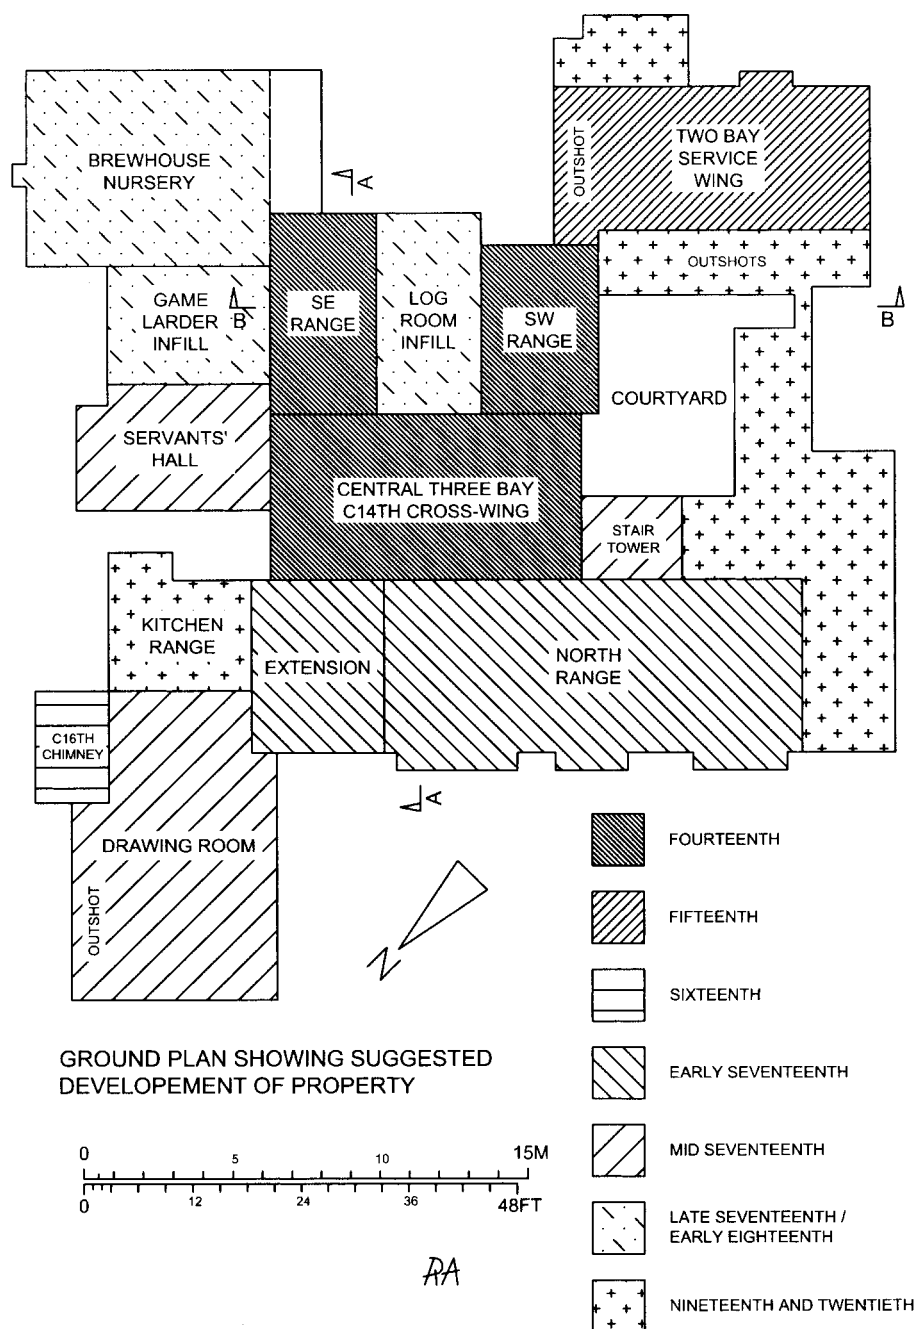 BREWHOUSE
NURSERY
A
OUTSHOT
TWO BAY
SERVICE
WING
OUTSHOTS
GAME
LARDER
INFILL
B
SE
RANGE
LOG
ROOM
INFILL
SW
RANGE
B
COURTYARD
SERVANTS'
HALL
CENTRAL THREE BAY
C14TH CROSS-WING
STAIR
TOWER
KITCHEN
RANGE
EXTENSION
NORTH
RANGE
C16TH
CHIMNEY
A
DRAWING ROOM
OUTSHOT
N
FOURTEENTH
FIFTEENTH
SIXTEENTH
EARLY SEVENTEENTH
MID SEVENTEENTH
LATE SEVENTEENTH /
EARLY EIGHTEENTH
NINETEENTH AND TWENTIETH
GROUND PLAN SHOWING SUGGESTED
DEVELOPEMENT OF PROPERTY
0 5 10 15M
0 12 24 36 48FT
RA